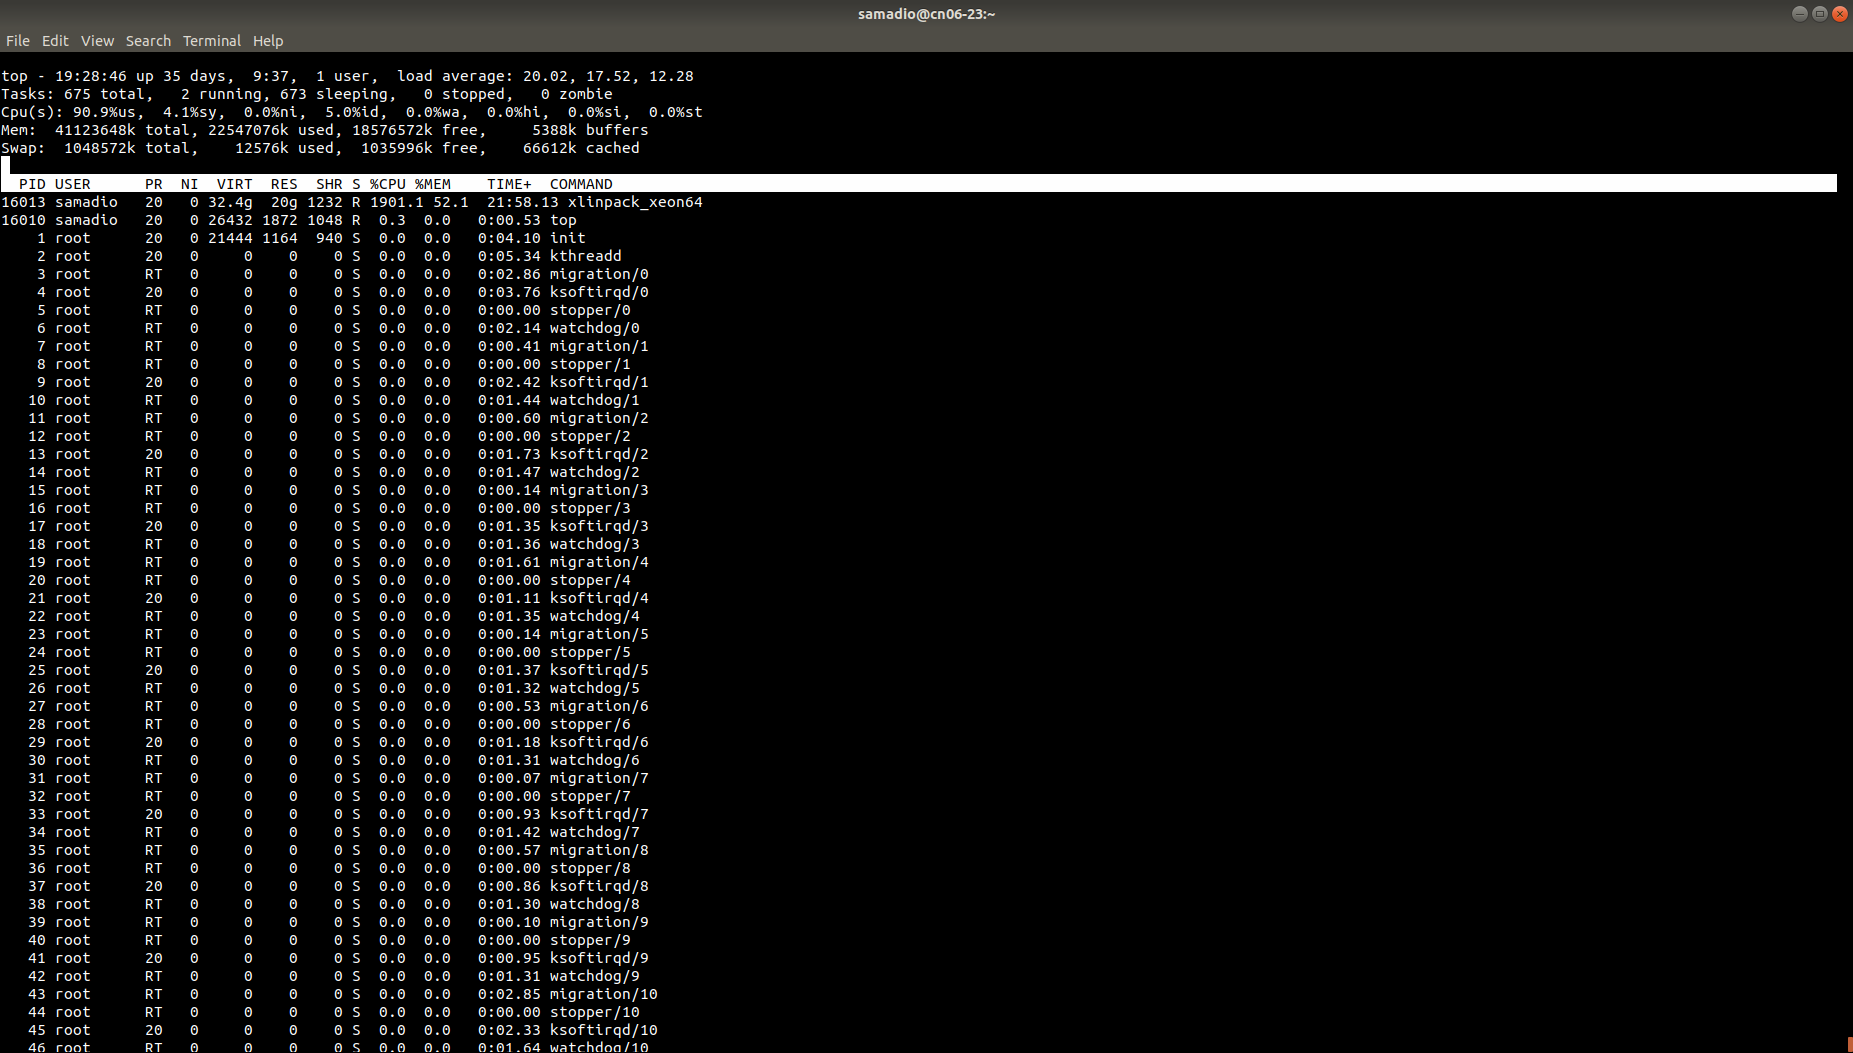 samadio@cn06-23:~
File Edit View Search Terminal Help
top - 19:28:46 up 35 days,  9:37,  1 user,  load average: 20.02, 17.52, 12.28
Tasks: 675 total,   2 running, 673 sleeping,   0 stopped,   0 zombie
Cpu(s): 90.9%us,  4.1%sy,  0.0%ni,  5.0%id,  0.0%wa,  0.0%hi,  0.0%si,  0.0%st
Mem:  41123648k total, 22547076k used, 18576572k free,     5388k buffers
Swap:  1048572k total,    12576k used,  1035996k free,    66612k cached
PID USER      PR  NI  VIRT  RES  SHR S %CPU %MEM    TIME+  COMMAND
16013 samadio   20   0 32.4g  20g 1232 R 1901.1 52.1  21:58.13 xlinpack_xeon64
16010 samadio   20   0 26432 1872 1048 R  0.3  0.0   0:00.53 top
1 root      20   0 21444 1164  940 S  0.0  0.0   0:04.10 init
2 root      20   0     0    0    0 S  0.0  0.0   0:05.34 kthreadd
3 root      RT   0     0    0    0 S  0.0  0.0   0:02.86 migration/0
4 root      20   0     0    0    0 S  0.0  0.0   0:03.76 ksoftirqd/0
5 root      RT   0     0    0    0 S  0.0  0.0   0:00.00 stopper/0
6 root      RT   0     0    0    0 S  0.0  0.0   0:02.14 watchdog/0
7 root      RT   0     0    0    0 S  0.0  0.0   0:00.41 migration/1
8 root      RT   0     0    0    0 S  0.0  0.0   0:00.00 stopper/1
9 root      20   0     0    0    0 S  0.0  0.0   0:02.42 ksoftirqd/1
10 root      RT   0     0    0    0 S  0.0  0.0   0:01.44 watchdog/1
11 root      RT   0     0    0    0 S  0.0  0.0   0:00.60 migration/2
12 root      RT   0     0    0    0 S  0.0  0.0   0:00.00 stopper/2
13 root      20   0     0    0    0 S  0.0  0.0   0:01.73 ksoftirqd/2
14 root      RT   0     0    0    0 S  0.0  0.0   0:01.47 watchdog/2
15 root      RT   0     0    0    0 S  0.0  0.0   0:00.14 migration/3
16 root      RT   0     0    0    0 S  0.0  0.0   0:00.00 stopper/3
17 root      20   0     0    0    0 S  0.0  0.0   0:01.35 ksoftirqd/3
18 root      RT   0     0    0    0 S  0.0  0.0   0:01.36 watchdog/3
19 root      RT   0     0    0    0 S  0.0  0.0   0:01.61 migration/4
20 root      RT   0     0    0    0 S  0.0  0.0   0:00.00 stopper/4
21 root      20   0     0    0    0 S  0.0  0.0   0:01.11 ksoftirqd/4
22 root      RT   0     0    0    0 S  0.0  0.0   0:01.35 watchdog/4
23 root      RT   0     0    0    0 S  0.0  0.0   0:00.14 migration/5
24 root      RT   0     0    0    0 S  0.0  0.0   0:00.00 stopper/5
25 root      20   0     0    0    0 S  0.0  0.0   0:01.37 ksoftirqd/5
26 root      RT   0     0    0    0 S  0.0  0.0   0:01.32 watchdog/5
27 root      RT   0     0    0    0 S  0.0  0.0   0:00.53 migration/6
28 root      RT   0     0    0    0 S  0.0  0.0   0:00.00 stopper/6
29 root      20   0     0    0    0 S  0.0  0.0   0:01.18 ksoftirqd/6
30 root      RT   0     0    0    0 S  0.0  0.0   0:01.31 watchdog/6
31 root      RT   0     0    0    0 S  0.0  0.0   0:00.07 migration/7
32 root      RT   0     0    0    0 S  0.0  0.0   0:00.00 stopper/7
33 root      20   0     0    0    0 S  0.0  0.0   0:00.93 ksoftirqd/7
34 root      RT   0     0    0    0 S  0.0  0.0   0:01.42 watchdog/7
35 root      RT   0     0    0    0 S  0.0  0.0   0:00.57 migration/8
36 root      RT   0     0    0    0 S  0.0  0.0   0:00.00 stopper/8
37 root      20   0     0    0    0 S  0.0  0.0   0:00.86 ksoftirqd/8
38 root      RT   0     0    0    0 S  0.0  0.0   0:01.30 watchdog/8
39 root      RT   0     0    0    0 S  0.0  0.0   0:00.10 migration/9
40 root      RT   0     0    0    0 S  0.0  0.0   0:00.00 stopper/9
41 root      20   0     0    0    0 S  0.0  0.0   0:00.95 ksoftirqd/9
42 root      RT   0     0    0    0 S  0.0  0.0   0:01.31 watchdog/9
43 root      RT   0     0    0    0 S  0.0  0.0   0:02.85 migration/10
44 root      RT   0     0    0    0 S  0.0  0.0   0:00.00 stopper/10
45 root      20   0     0    0    0 S  0.0  0.0   0:02.33 ksoftirqd/10
46 root      RT   0     0    0    0 S  0.0  0.0   0:01.64 watchdog/10